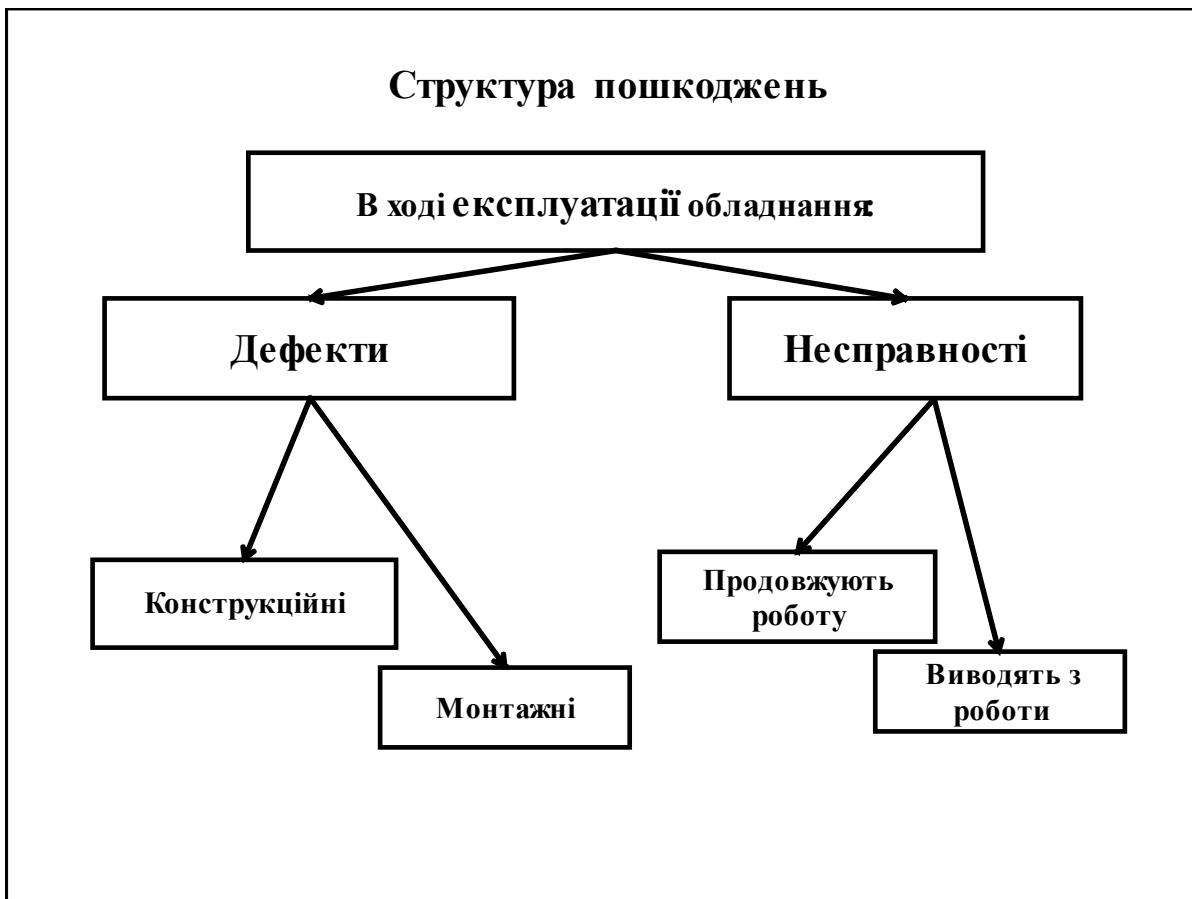 Структура пошкоджень
В ході експлуатації обладнання:
Дефекти
Несправності
Конструкційні
Монтажні
Продовжують
роботу
Виводять з
роботи